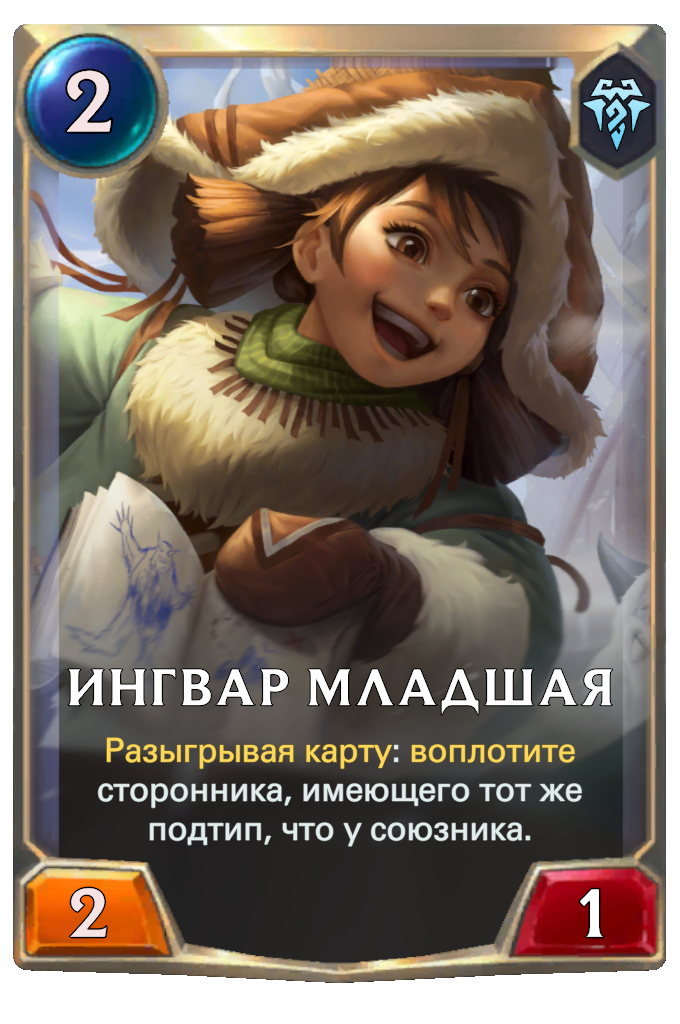 2
ИНГВАР МЛАДШАЯ
Разыгрывая карту: воплотите
сторонника, имеющего тот же
подтип, что у союзника.
2
1